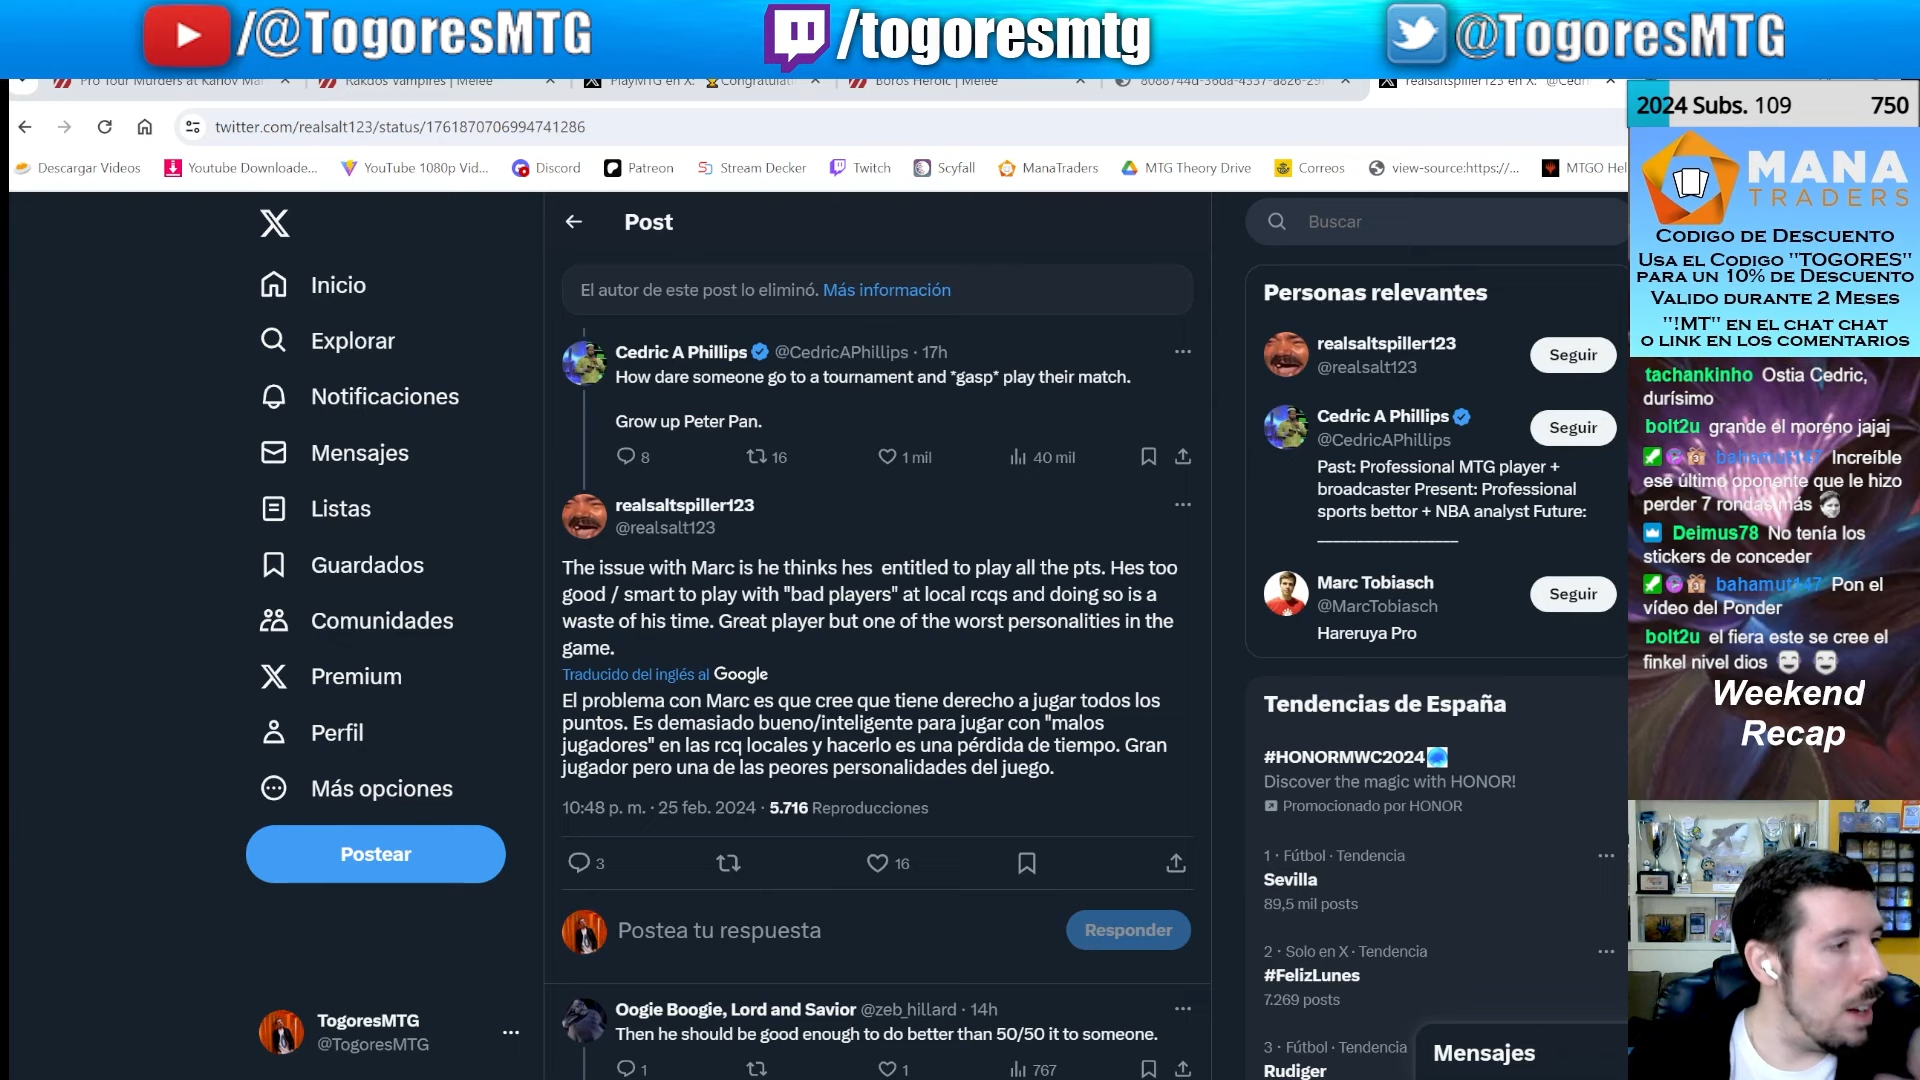 /@TogoresMTG
/togoresmtg
@TogoresMTG
Rakdos Vampires | Melee
PlayMTG en X:
Boros Heroic | Melee
twitter.com/realsalt123/status/1761870706994741286
Descargar Videos
Youtube Downloade...
YouTube 1080p Vid...
Discord
Patreon
Stream Decker
Twitch
Scyfall
ManaTraders
MTG Theory Drive
Correos
view-source:https://...
MTGO Hel
Inicio
Explorar
Notificaciones
Mensajes
Listas
Guardados
Comunidades
Premium
Perfil
Más opciones
Postear
TogoresMTG
@TogoresMTG
Post
El autor de este post lo eliminó. Más información
Cedric A Phillips @CedricAPhillips · 17h
How dare someone go to a tournament and *gasp* play their match.
Grow up Peter Pan.
8 16 1 mil 40 mil
realsaltspiller123
@realsalt123
The issue with Marc is he thinks hes entitled to play all the pts. Hes too
good / smart to play with "bad players" at local rcqs and doing so is a
waste of his time. Great player but one of the worst personalities in the
game.
Traducido del inglés al Google
El problema con Marc es que cree que tiene derecho a jugar todos los
puntos. Es demasiado bueno/inteligente para jugar con "malos
jugadores" en las rcq locales y hacerlo es una pérdida de tiempo. Gran
jugador pero una de las peores personalidades del juego.
10:48 p. m. · 25 feb. 2024 · 5.716 Reproducciones
3 16
Postea tu respuesta
Responder
Oogie Boogie, Lord and Savior @zeb_hillard · 14h
Then he should be good enough to do better than 50/50 it to someone.
1 1 767
Buscar
Personas relevantes
realsaltspiller123
@realsalt123
Seguir
Cedric A Phillips
@CedricAPhillips
Seguir
Past: Professional MTG player +
broadcaster Present: Professional
sports bettor + NBA analyst Future:
__________________
Marc Tobiasch
@MarcTobiasch
Seguir
Hareruya Pro
Tendencias de España
#HONORMWC2024
Discover the magic with HONOR!
Promocionado por HONOR
1 · Fútbol · Tendencia
Sevilla
89,5 mil posts
2 · Solo en X · Tendencia
#FelizLunes
7.269 posts
3 · Fútbol · Tendencia
Rudiger
Mensajes
2024 Subs. 109 750
MANA
TRADERS
Codigo de Descuento
Usa el Codigo "TOGORES"
para un 10% de Descuento
Valido durante 2 Meses
"!MT" en el chat chat
o link en los comentarios
tachankinho Ostia Cedric,
durísimo
bolt2u grande el moreno jajaj
bahamut147 Increíble
ese último oponente que le hizo
perder 7 rondas más
Deimus78 No tenía los
stickers de conceder
bahamut147 Pon el
vídeo del Ponder
bolt2u el fiera este se cree el
finkel nivel dios
Weekend
Recap